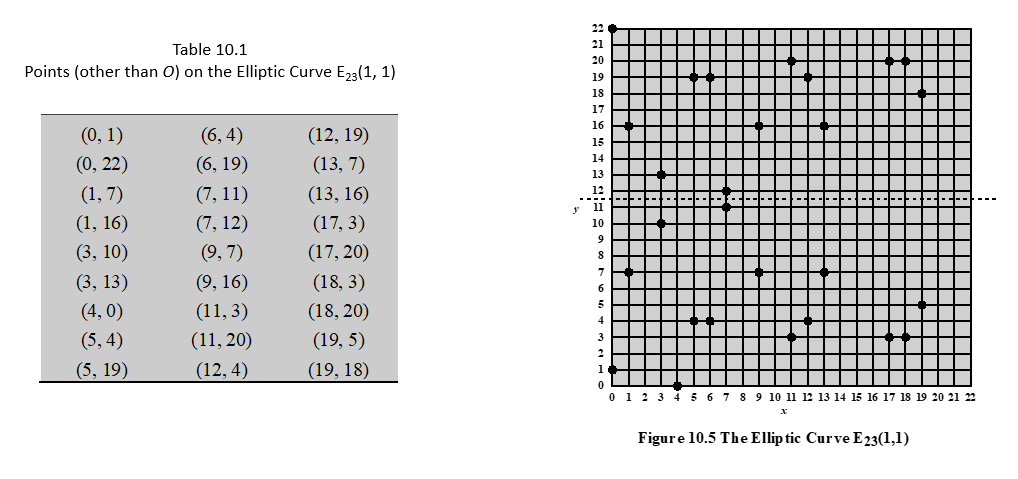 Table 10.1
Points (other than O) on the Elliptic Curve E23(1, 1)
(0, 1) (6, 4) (12, 19)
(0, 22) (6, 19) (13, 7)
(1, 7) (7, 11) (13, 16)
(1, 16) (7, 12) (17, 3)
(3, 10) (9, 7) (17, 20)
(3, 13) (9, 16) (18, 3)
(4, 0) (11, 3) (18, 20)
(5, 4) (11, 20) (19, 5)
(5, 19) (12, 4) (19, 18)
22
21
20
19
18
17
16
15
14
13
12
y
11
10
9
8
7
6
5
4
3
2
1
0
0 1 2 3 4 5 6 7 8 9 10 11 12 13 14 15 16 17 18 19 20 21 22
x
Figure 10.5 The Elliptic Curve E23(1,1)